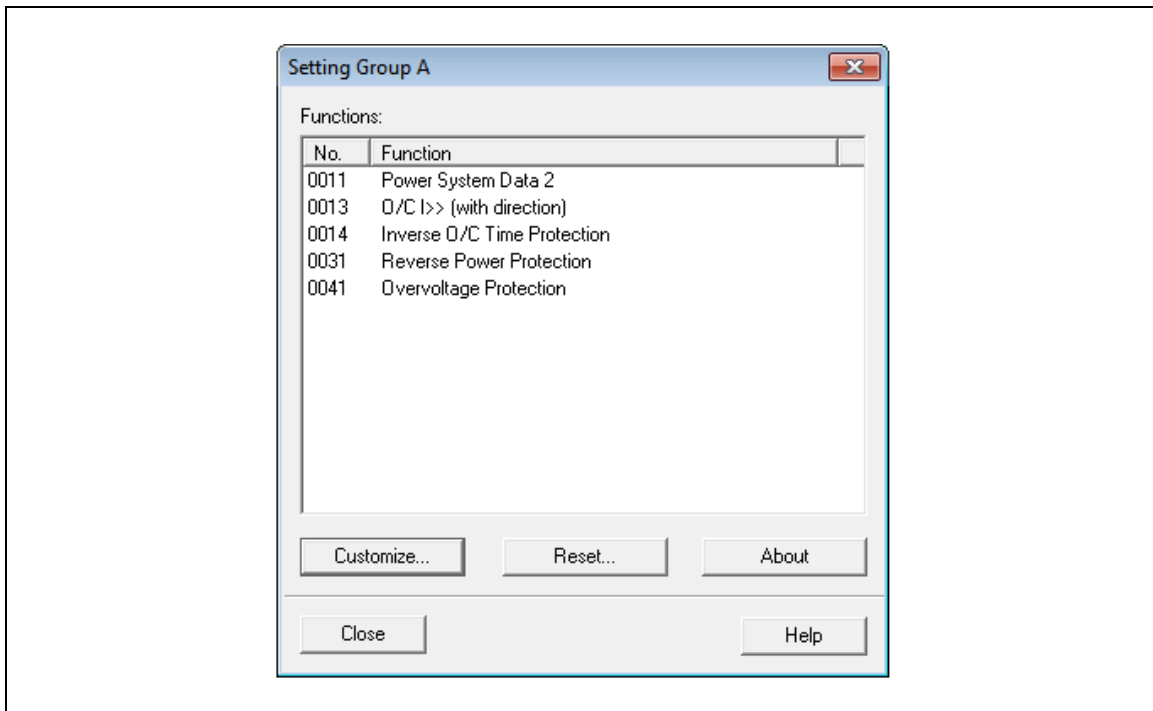 Setting Group A
Functions:
No. Function
0011 Power System Data 2
0013 O/C I>> (with direction)
0014 Inverse O/C Time Protection
0031 Reverse Power Protection
0041 Overvoltage Protection
Customize... Reset... About
Close Help